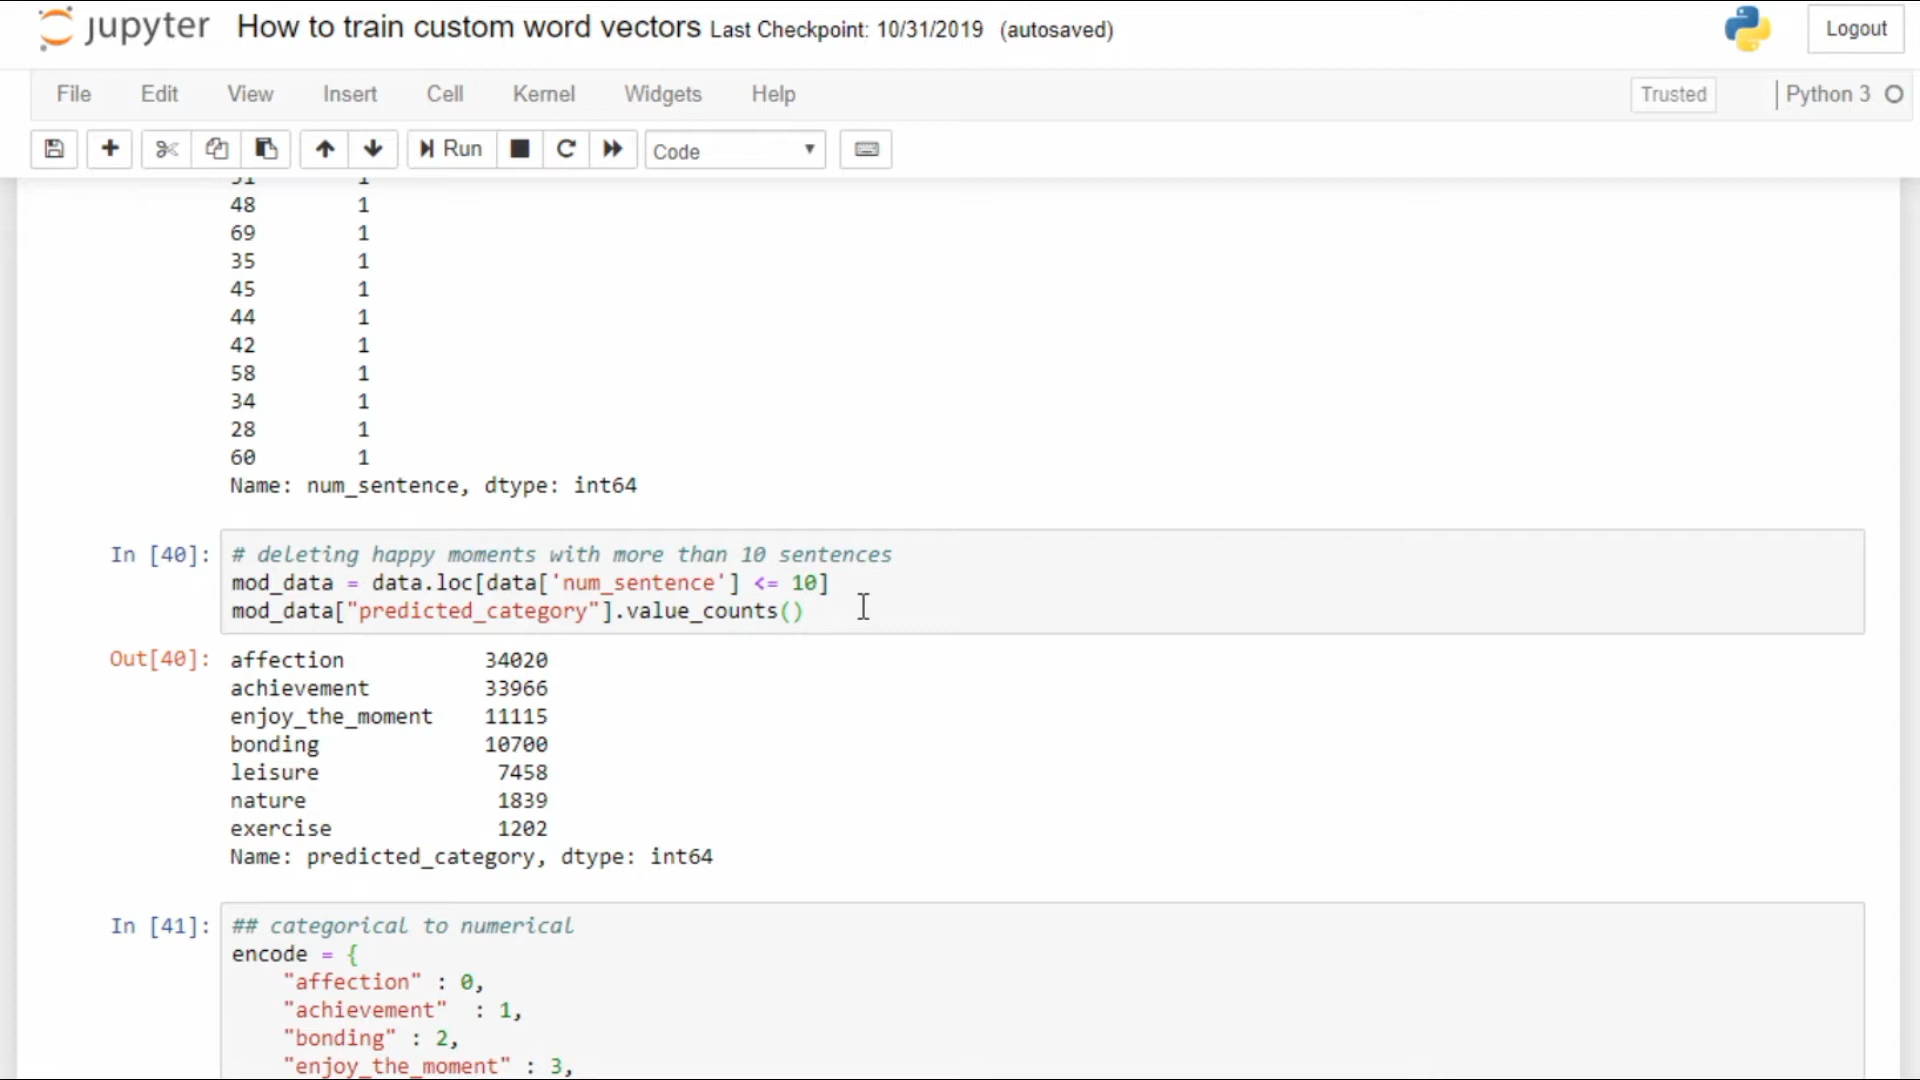 jupyter How to train custom word vectors Last Checkpoint: 10/31/2019 (autosaved) Logout
File Edit View Insert Cell Kernel Widgets Help Trusted Python 3
Run Code
48 1
69 1
35 1
45 1
44 1
42 1
58 1
34 1
28 1
60 1
Name: num_sentence, dtype: int64
In [40]: # deleting happy moments with more than 10 sentences
mod_data = data.loc[data['num_sentence'] <= 10]
mod_data["predicted_category"].value_counts()
Out[40]: affection 34020
achievement 33966
enjoy_the_moment 11115
bonding 10700
leisure 7458
nature 1839
exercise 1202
Name: predicted_category, dtype: int64
In [41]: ## categorical to numerical
encode = {
"affection" : 0,
"achievement" : 1,
"bonding" : 2,
"enjoy_the_moment" : 3,